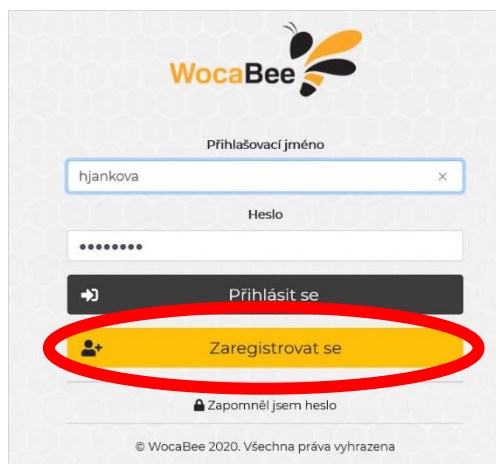 WocaBee
Přihlašovací jméno
hjankova
Heslo
••••••••
Přihlásit se
Zaregistrovat se
Zapomněl jsem heslo
© WocaBee 2020. Všechna práva vyhrazena